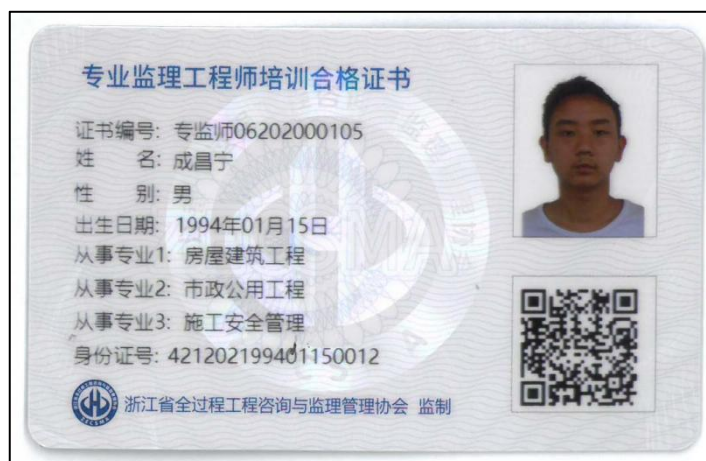 专业监理工程师培训合格证书
证书编号: 专监师06202000105
姓 名: 成昌宁
性 别: 男
出生日期: 1994年01月15日
从事专业1: 房屋建筑工程
从事专业2: 市政公用工程
从事专业3: 施工安全管理
身份证号: 421202199401150012
浙江省全过程工程咨询与监理管理协会 监制